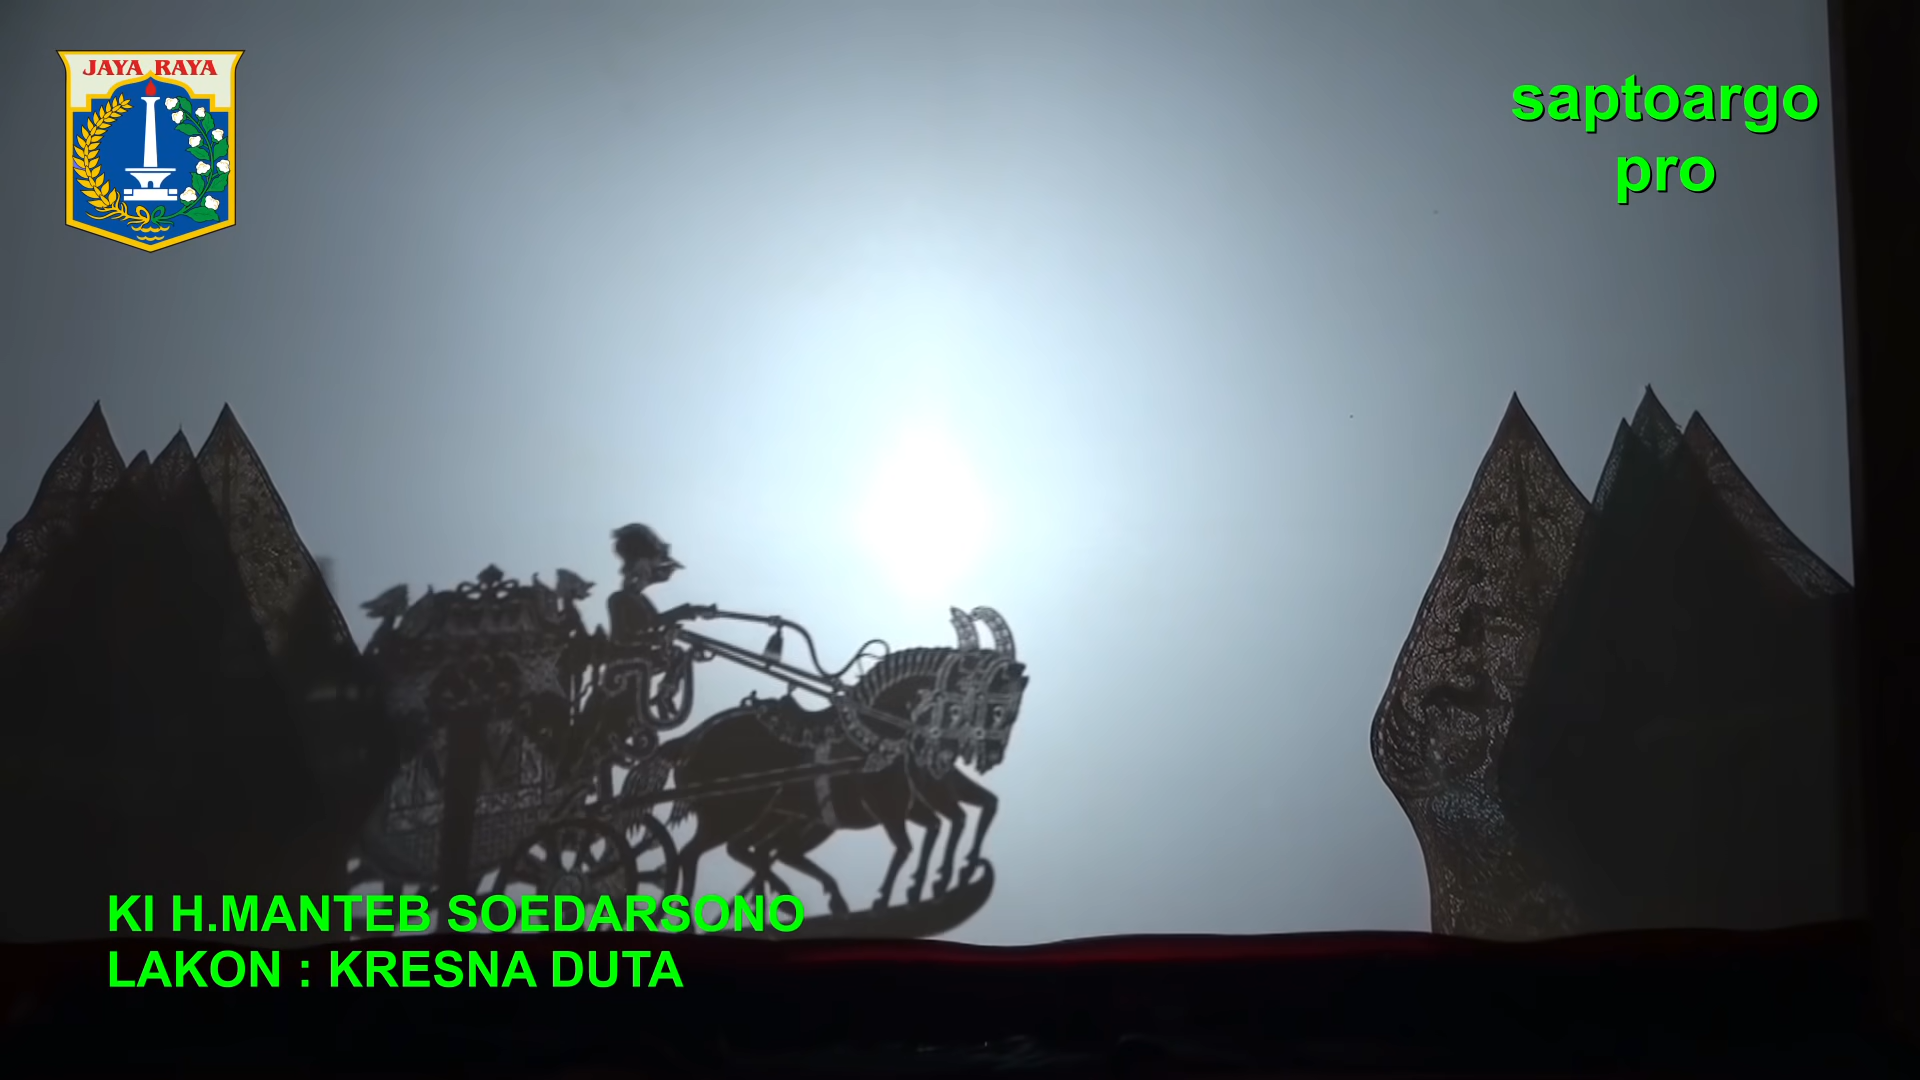 JAYA RAYA
saptoargo
pro
KI H.MANTEB SOEDARSONO
LAKON : KRESNA DUTA